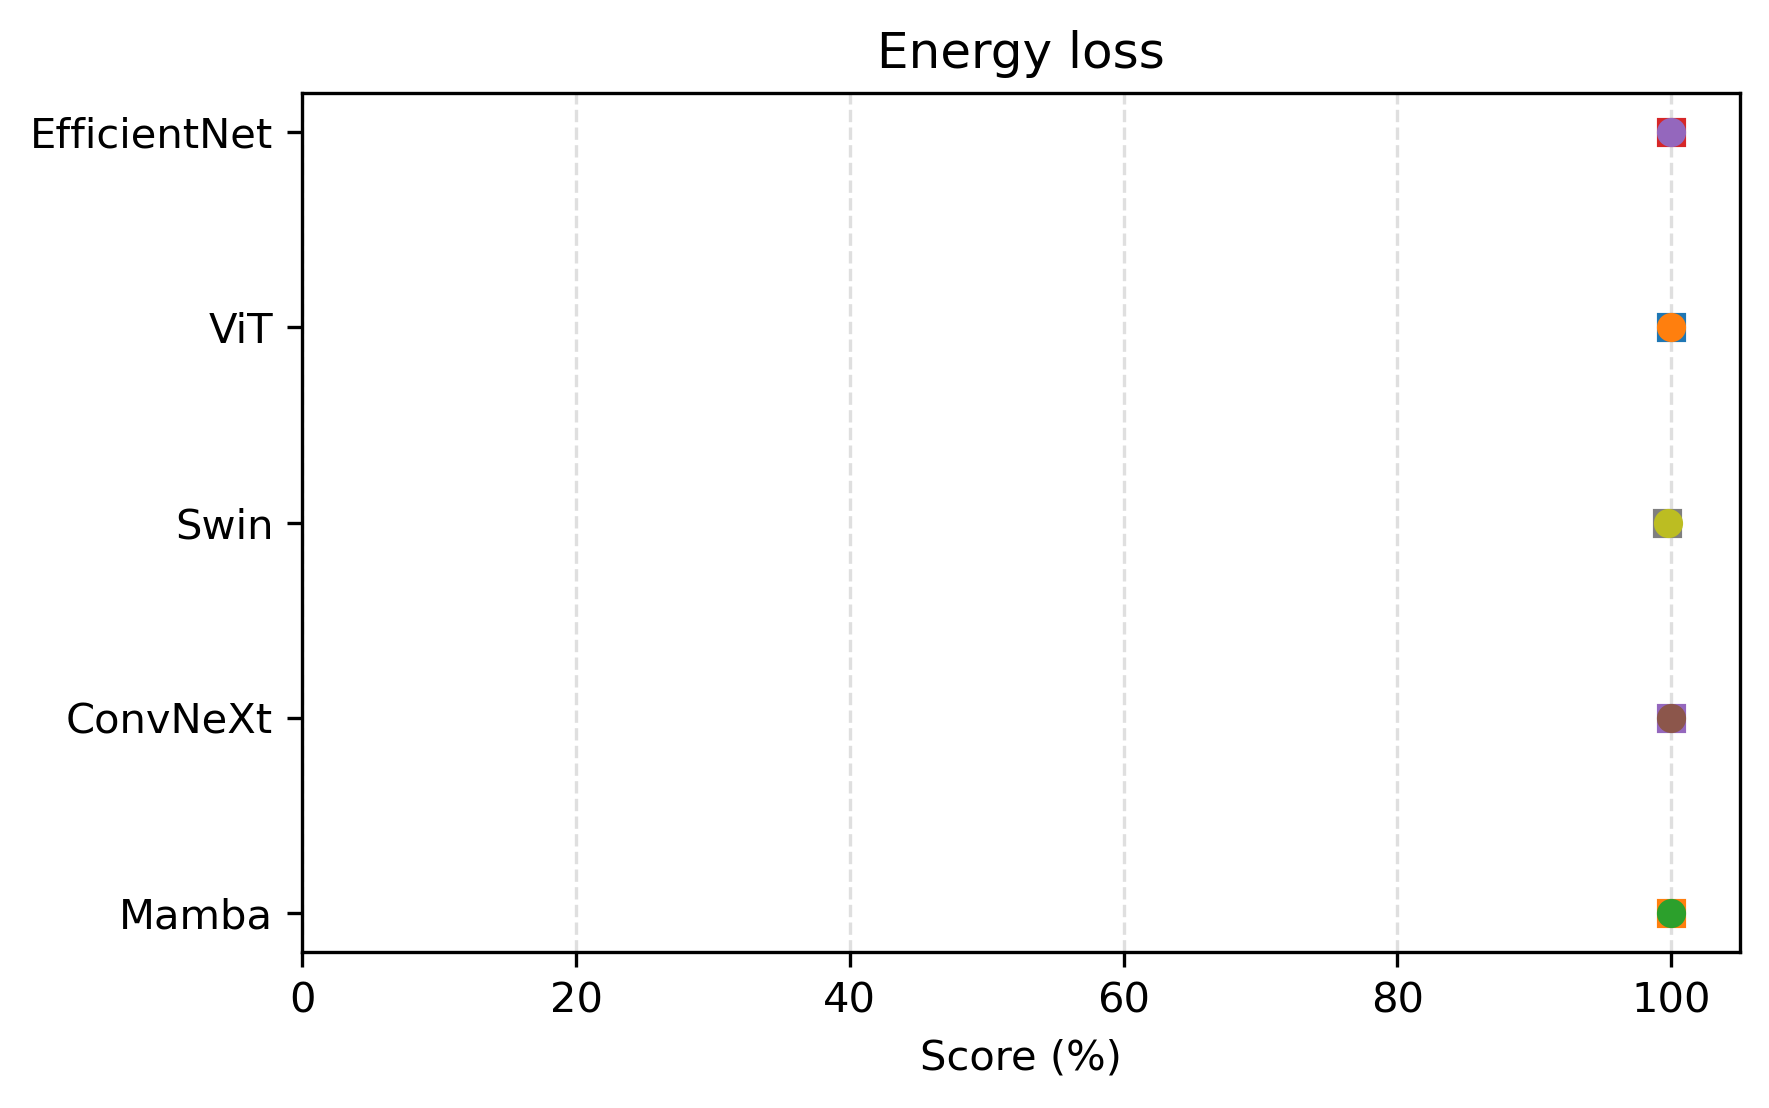 Energy loss
EfficientNet
ViT
Swin
ConvNeXt
Mamba
0 20 40 60 80 100
Score (%)